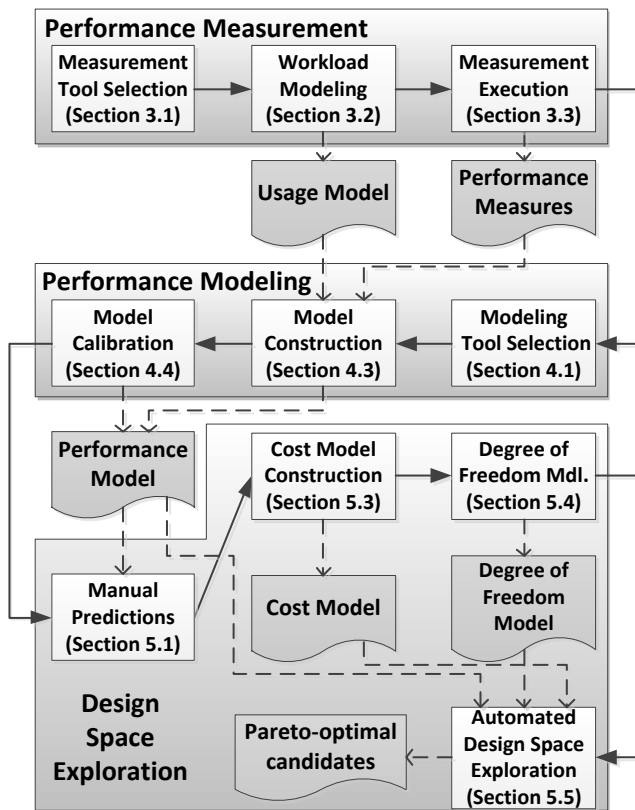 Performance Measurement
Measurement
Tool Selection
(Section 3.1)
Workload
Modeling
(Section 3.2)
Measurement
Execution
(Section 3.3)
Usage Model
Performance
Measures
Performance Modeling
Model
Calibration
(Section 4.4)
Model
Construction
(Section 4.3)
Modeling
Tool Selection
(Section 4.1)
Performance
Model
Cost Model
Construction
(Section 5.3)
Degree of
Freedom Mdl.
(Section 5.4)
Manual
Predictions
(Section 5.1)
Cost Model
Degree of
Freedom
Model
Design
Space
Exploration
Pareto-optimal
candidates
Automated
Design Space
Exploration
(Section 5.5)